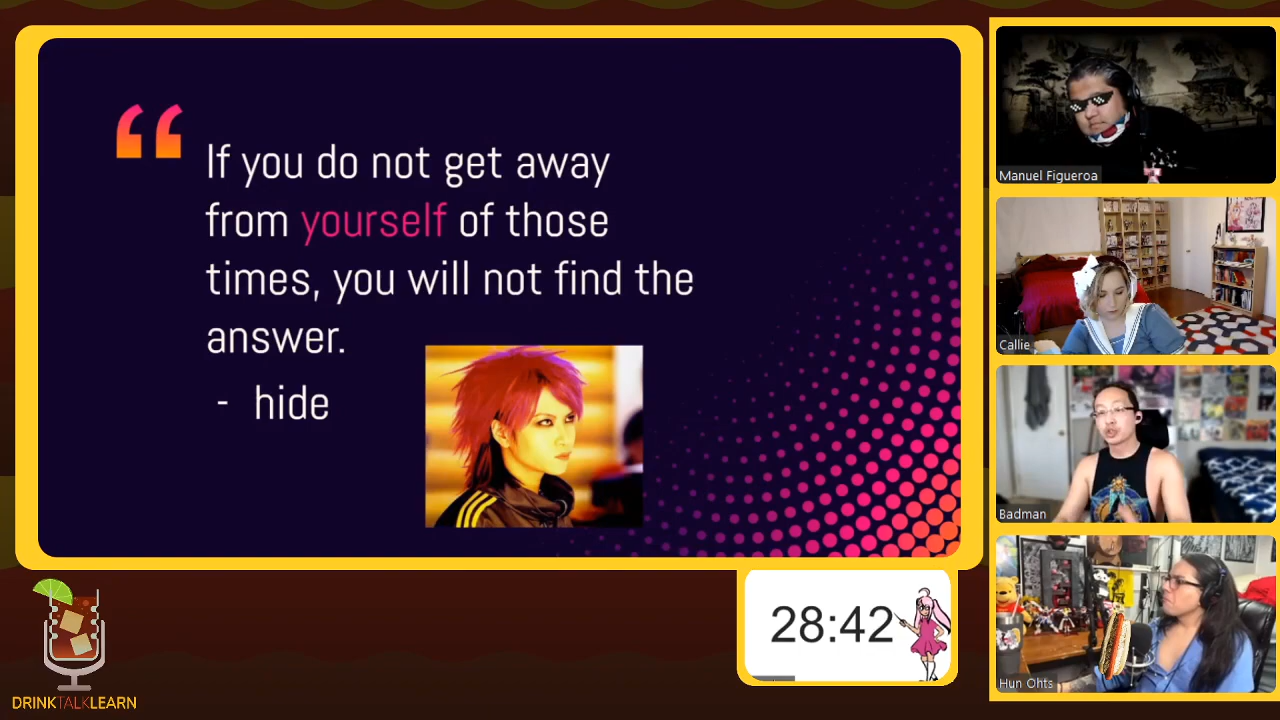 “ If you do not get away
from yourself of those
times, you will not find the
answer.
- hide
28:42
DRINKTALKLEARN
Manuel Figueroa
Callie
Badman
Hun Ohts